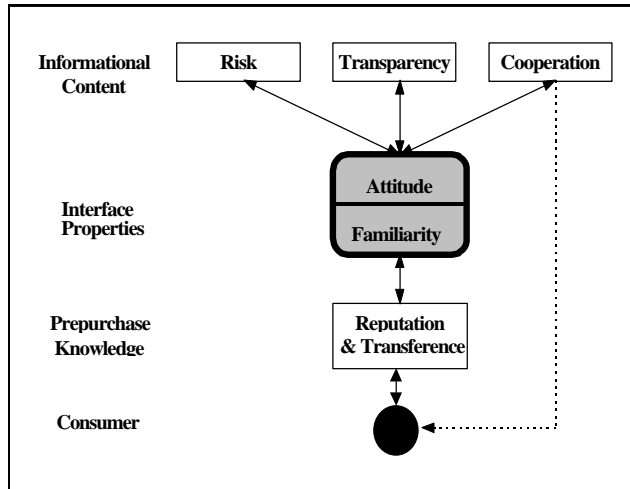 Informational
Content
Risk
Transparency
Cooperation
Attitude
Interface
Properties
Familiarity
Prepurchase
Knowledge
Reputation
& Transference
Consumer